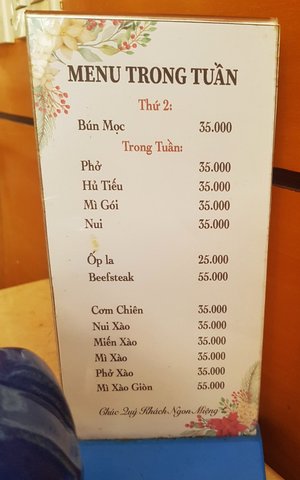 MENU TRONG TUẦN
Thứ 2:
Bún Mọc 35.000
Trong Tuần:
Phở 35.000
Hủ Tiếu 35.000
Mì Gói 35.000
Nui 35.000
Ốp la 25.000
Beefsteak 55.000
Cơm Chiên 35.000
Nui Xào 35.000
Miến Xào 35.000
Mì Xào 35.000
Phở Xào 35.000
Mì Xào Giòn 55.000
Chúc Quý Khách Ngon Miệng